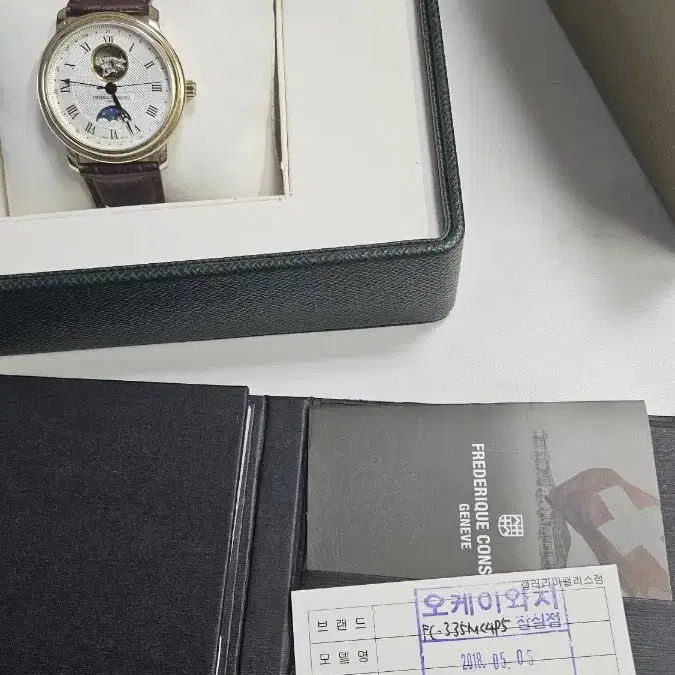 FREDERIQUE CONS
GENEVE
갤러리아팰리스점
오케이와치
브랜드
FC-335MC4P5 잠실점
모델명
2018. 05. 05